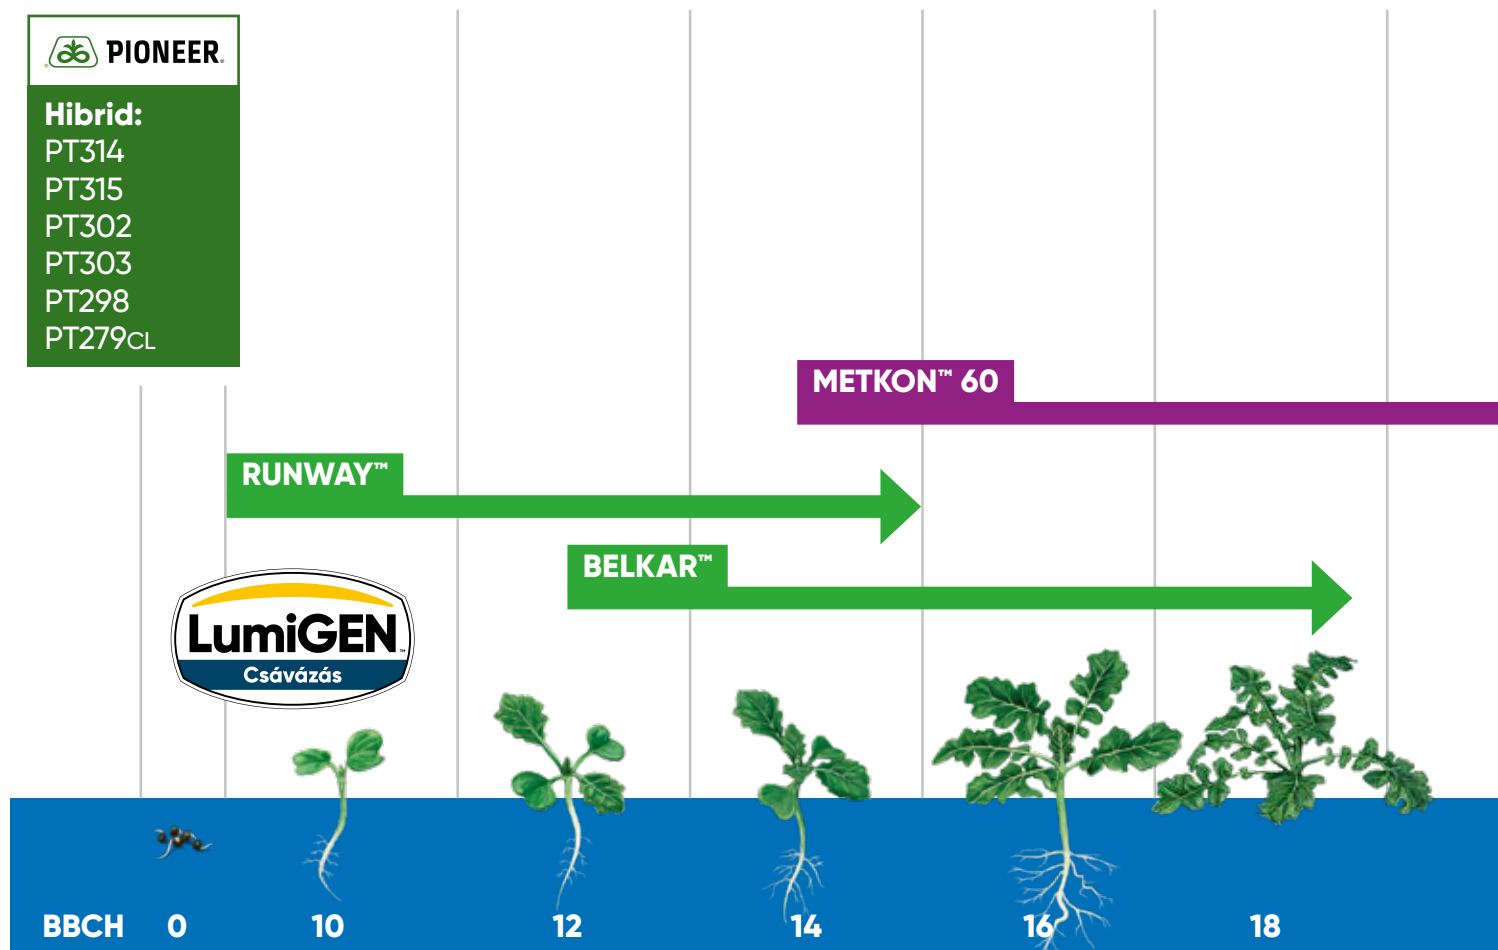 PIONEER®
Hibrid:
PT314
PT315
PT302
PT303
PT298
PT279CL
METKON™ 60
RUNWAY™
BELKAR™
LumiGEN™
Csávázás
BBCH 0 10 12 14 16 18